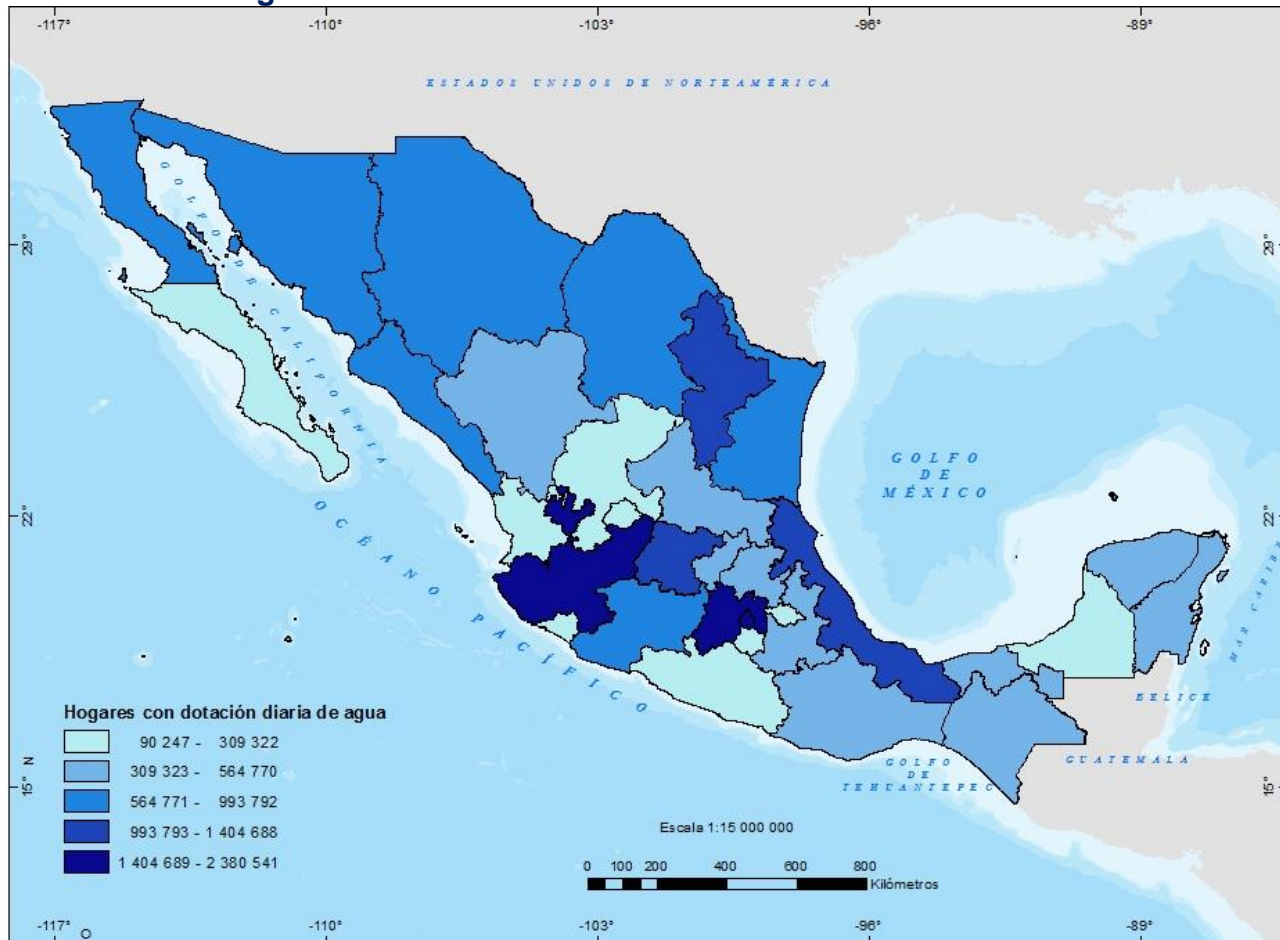 -117° -110° -103° -96° -89°
ESTADOS UNIDOS DE NORTEAMÉRICA
29° 29°
GOLFO DE CALIFORNIA
GOLFO
DE
MÉXICO
22° 22°
OCÉANO PACÍFICO
MAR CARIBE
BELICE
GUATEMALA
GOLFO
DE
TEHUANTEPEC
15° N 15°
Hogares con dotación diaria de agua
90 247 - 309 322
309 323 - 564 770
564 771 - 993 792
993 793 - 1 404 688
1 404 689 - 2 380 541
Escala 1:15 000 000
0 100 200 400 600 800
Kilómetros
-117° O -110° -103° -96° -89°